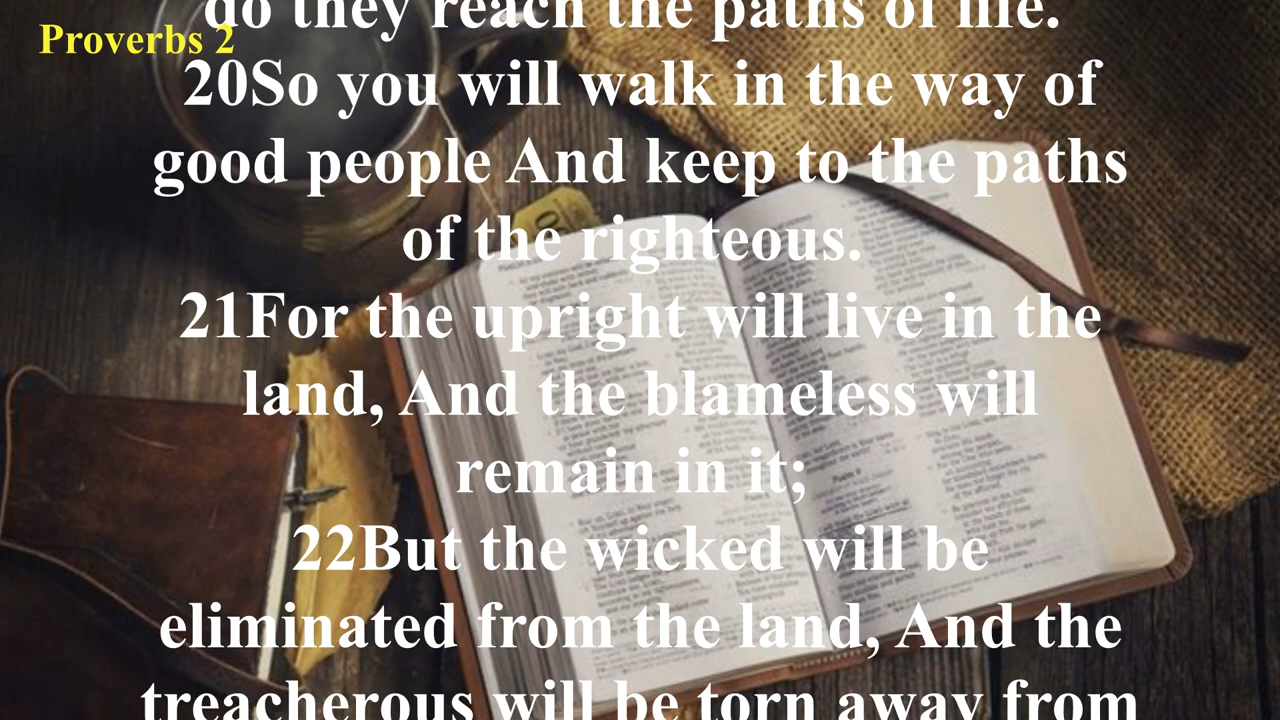 do they reach the paths of life.
Proverbs 2
20So you will walk in the way of
good people And keep to the paths
of the righteous.
21For the upright will live in the
land, And the blameless will
remain in it;
22But the wicked will be
eliminated from the land, And the
treacherous will be torn away from